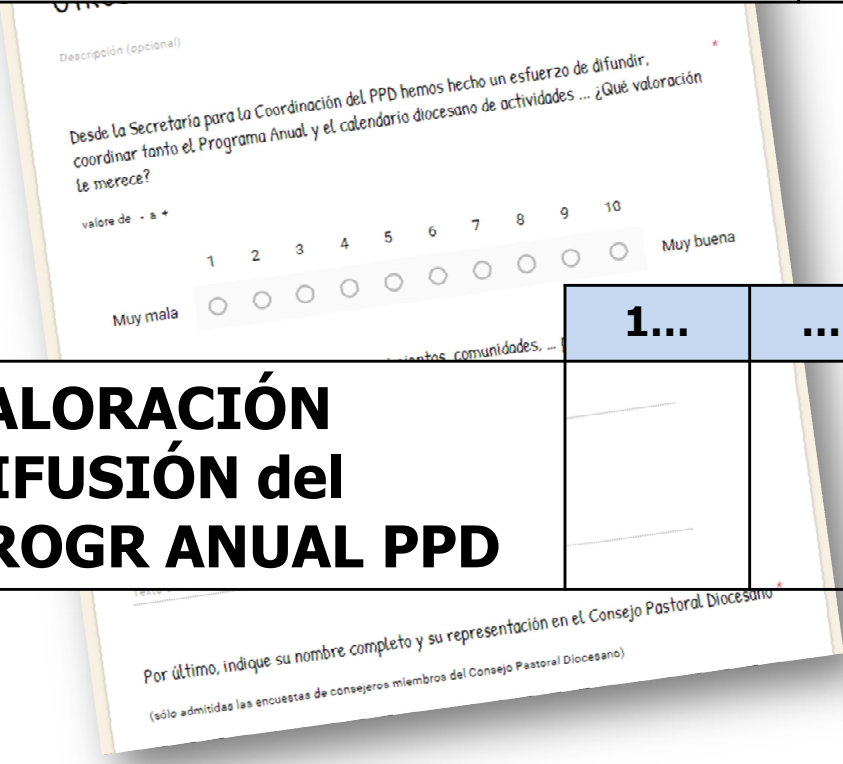 Descripción (opcional)
Desde la Secretaría para la Coordinación del PPD hemos hecho un esfuerzo de difundir, *
coordinar tanto el Programa Anual y el calendario diocesano de actividades ... ¿Qué valoración
le merece?
valore de - a +
1 2 3 4 5 6 7 8 9 10
Muy mala Muy buena
comunidades, ...
1... ...
ALORACIÓN
IFUSIÓN del
ROGR ANUAL PPD
Por último, indique su nombre completo y su representación en el Consejo Pastoral Diocesano *
(sólo admitidas las encuestas de consejeros miembros del Consejo Pastoral Diocesano)